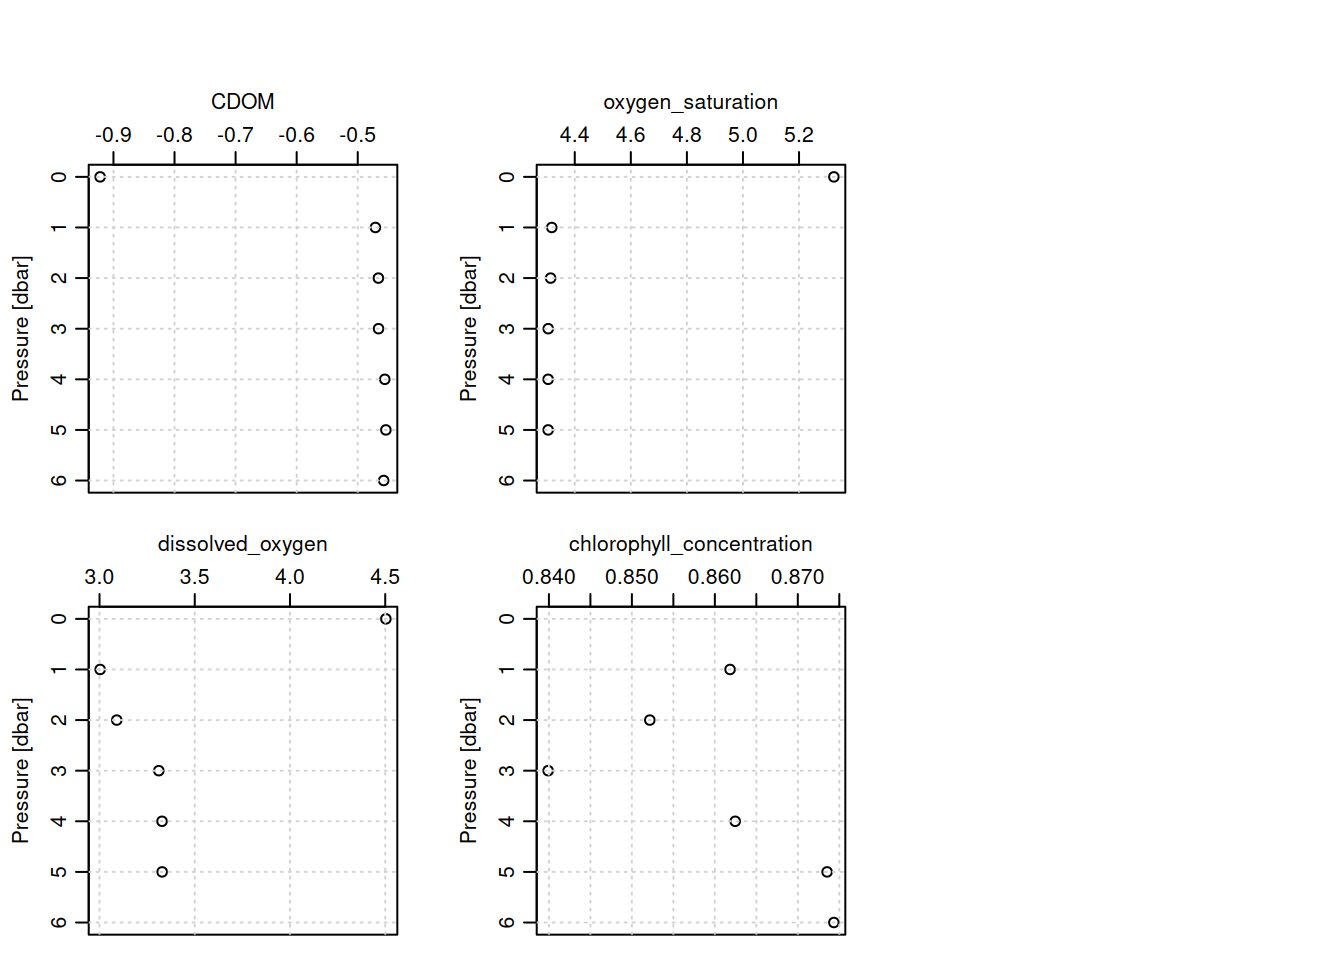 CDOM
-0.9 -0.8 -0.7 -0.6 -0.5
0
1
2
3
4
5
6
Pressure [dbar]
oxygen_saturation
4.4 4.6 4.8 5.0 5.2
0
1
2
3
4
5
6
Pressure [dbar]
dissolved_oxygen
3.0 3.5 4.0 4.5
0
1
2
3
4
5
6
Pressure [dbar]
chlorophyll_concentration
0.840 0.850 0.860 0.870
0
1
2
3
4
5
6
Pressure [dbar]